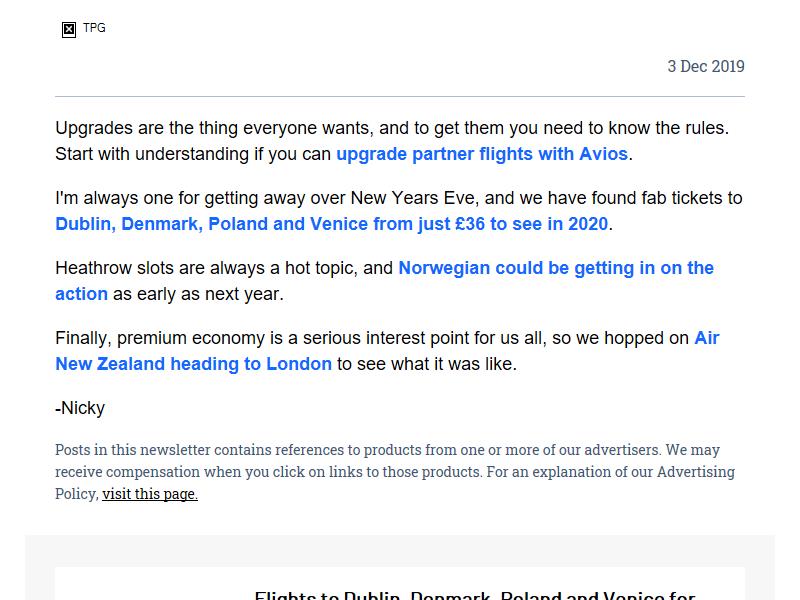 TPG
3 Dec 2019
Upgrades are the thing everyone wants, and to get them you need to know the rules.
Start with understanding if you can upgrade partner flights with Avios.
I'm always one for getting away over New Years Eve, and we have found fab tickets to
Dublin, Denmark, Poland and Venice from just £36 to see in 2020.
Heathrow slots are always a hot topic, and Norwegian could be getting in on the
action as early as next year.
Finally, premium economy is a serious interest point for us all, so we hopped on Air
New Zealand heading to London to see what it was like.
-Nicky
Posts in this newsletter contains references to products from one or more of our advertisers. We may
receive compensation when you click on links to those products. For an explanation of our Advertising
Policy, visit this page.
Flights to Dublin, Denmark, Poland and Venice for